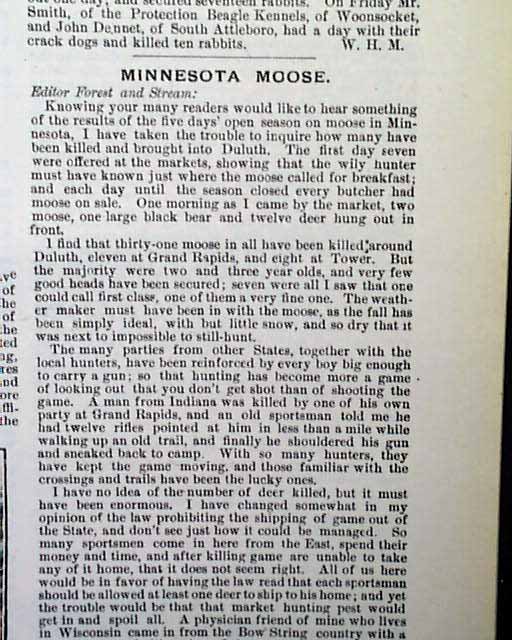 out one day, and secured seventeen rabbits. On Friday Mr.
Smith, of the Protection Beagle Kennels, of Woonsocket,
and John Dennet, of South Attleboro, had a day with their
crack dogs and killed ten rabbits. W. H. M.
MINNESOTA MOOSE.
Editor Forest and Stream:
Knowing your many readers would like to hear something
of the results of the five days' open season on moose in Min-
nesota, I have taken the trouble to inquire how many have
been killed and brought into Duluth. The first day seven
were offered at the markets, showing that the wily hunter
must have known just where the moose called for breakfast;
and each day until the season closed every butcher had
moose on sale. One morning as I came by the market, two
moose, one large black bear and twelve deer hung out in
front.
I find that thirty-one moose in all have been killed around
Duluth, eleven at Grand Rapids, and eight at Tower. But
the majority were two and three year olds, and very few
good heads have been secured; seven were all I saw that one
could call first class, one of them a very fine one. The weath-
er maker must have been in with the moose, as the fall has
been simply ideal, with but little snow, and so dry that it
was next to impossible to still-hunt.
The many parties from other States, together with the
local hunters, have been reinforced by every boy big enough
to carry a gun; so that hunting has become more a game
of looking out that you don't get shot than of shooting the
game. A man from Indiana was killed by one of his own
party at Grand Rapids, and an old sportsman told me he
had twelve rifles pointed at him in less than a mile while
walking up an old trail, and finally he shouldered his gun
and sneaked back to camp. With so many hunters, they
have kept the game moving, and those familiar with the
crossings and trails have been the lucky ones.
I have no idea of the number of deer killed, but it must
have been enormous. I have changed somewhat in my
opinion of the law prohibiting the shipping of game out of
the State, and don't see just how it could be managed. So
many sportsmen come in here from the East, spend their
money and time, and after killing game are unable to take
any of it home, that it does not seem right. All of us here
would be in favor of having the law read that each sportsman
should be allowed at least one deer to ship to his home; and yet
the trouble would be that that market hunting pest would
get in and spoil all. A physician friend of mine who lives
in Wisconsin came in from the Bow String country with a